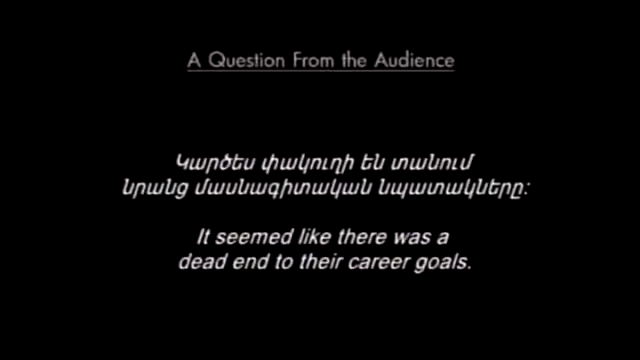 A Question From the Audience
Կարծես փակուղի են տանում
նրանց մասնագիտական նպատակները:
It seemed like there was a
dead end to their career goals.